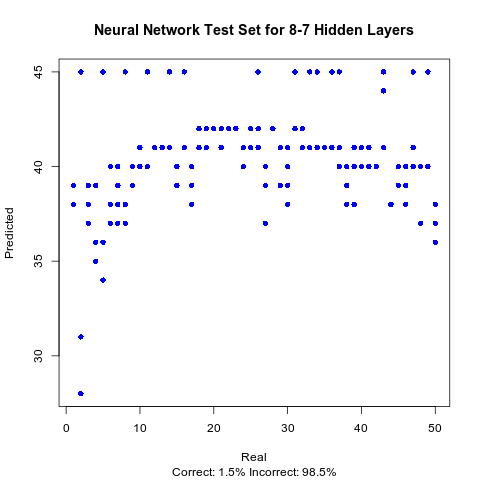 Neural Network Test Set for 8-7 Hidden Layers
45
40
35
30
Predicted
0 10 20 30 40 50
Real
Correct: 1.5% Incorrect: 98.5%